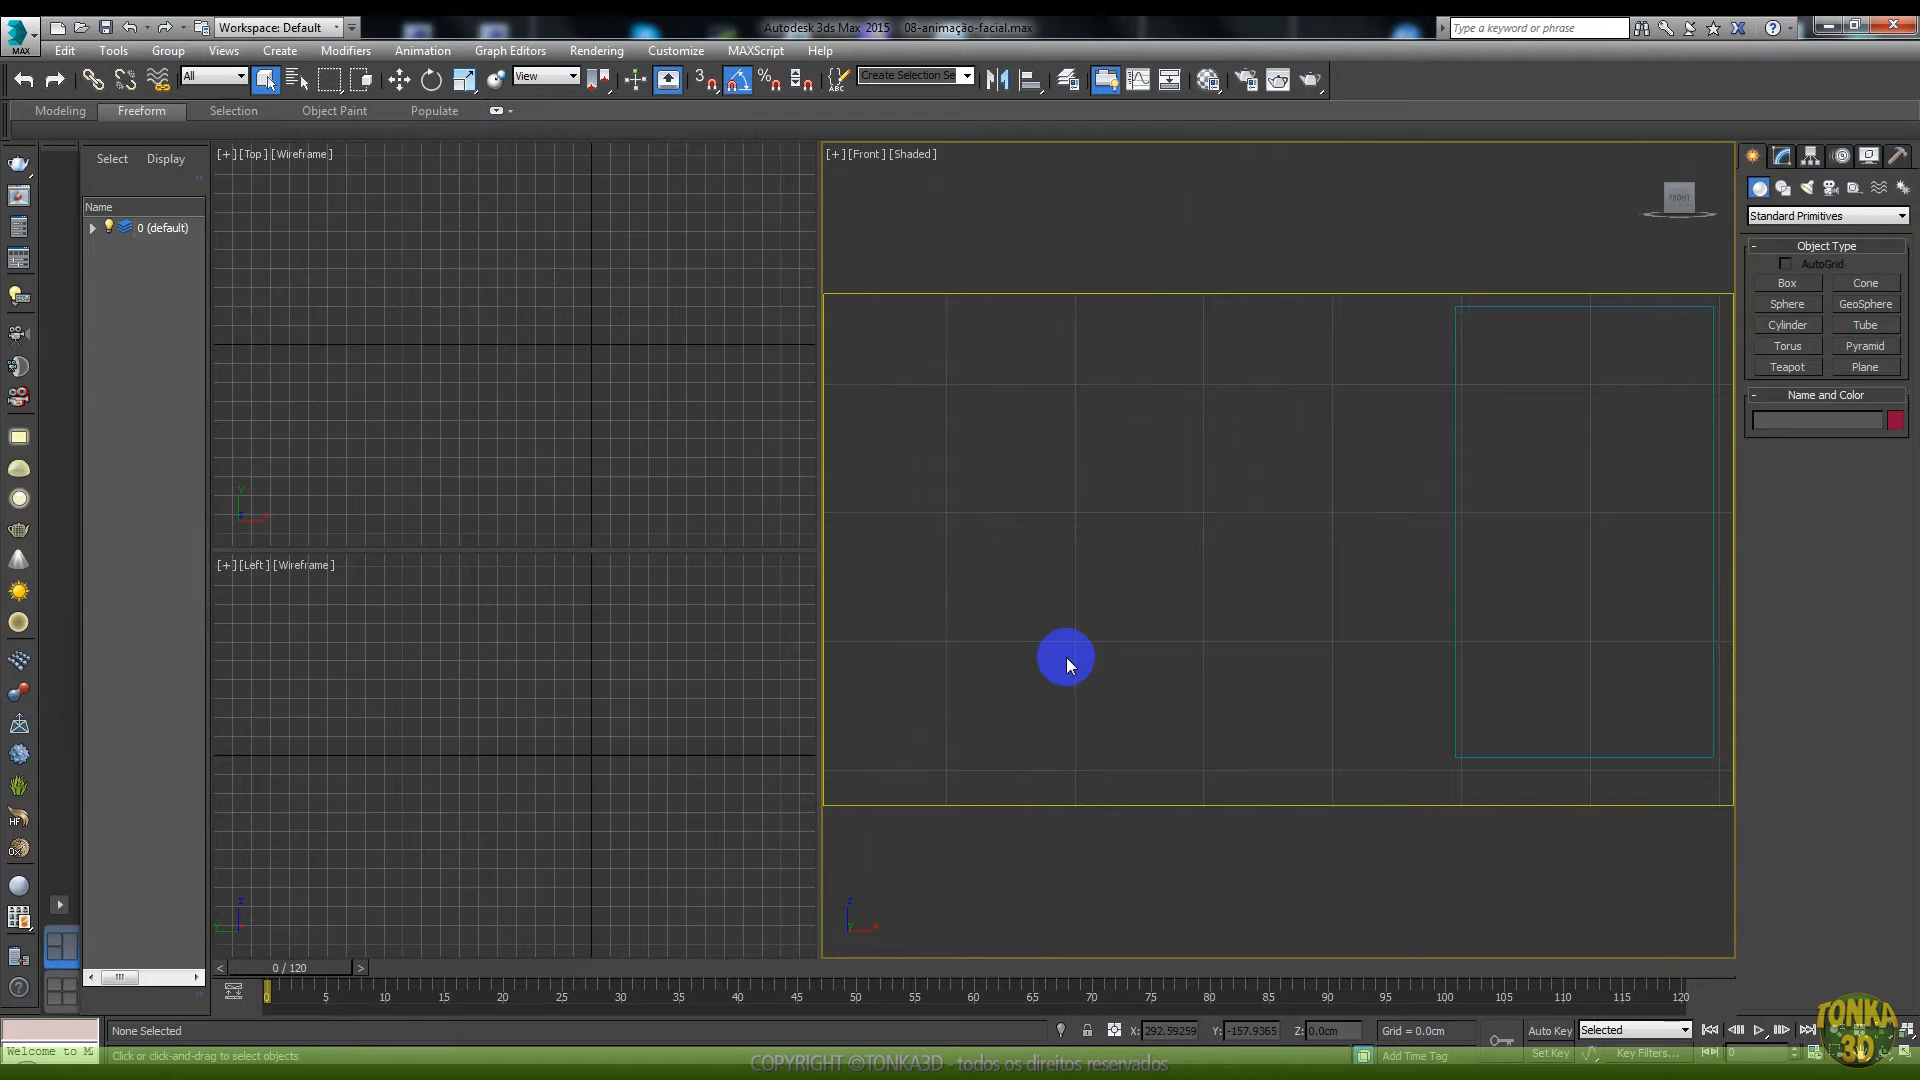 Workspace: Default
Autodesk 3ds Max 2015 08-animação-facial.max
Type a keyword or phrase
MAX
Edit Tools Group Views Create Modifiers Animation Graph Editors Rendering Customize MAXScript Help
All
View
3
Create Selection Se
ABC
Modeling Freeform Selection Object Paint Populate
Select Display
[+] [Top] [Wireframe]
[+] [Front] [Shaded]
FRONT
Name
0 (default)
Standard Primitives
Object Type
AutoGrid
Box Cone
Sphere GeoSphere
Cylinder Tube
Torus Pyramid
Teapot Plane
Name and Color
[+] [Left] [Wireframe]
HF
0 / 120
0 5 10 15 20 25 30 35 40 45 50 55 60 65 70 75 80 85 90 95 100 105 110 115 120
None Selected
X: 292.59259 Y: -157.9365 Z: 0.0cm Grid = 0.0cm
Auto Key Selected
Welcome to M
Click or click-and-drag to select objects
Add Time Tag
Set Key Key Filters... 0
COPYRIGHT ©TONKA3D - todos os direitos reservados
TONKA
3D